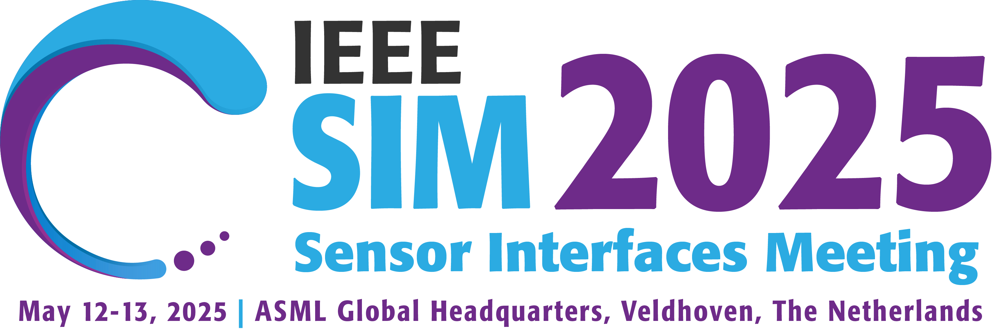 IEEE
SIM 2025
Sensor Interfaces Meeting
May 12-13, 2025 | ASML Global Headquarters, Veldhoven, The Netherlands